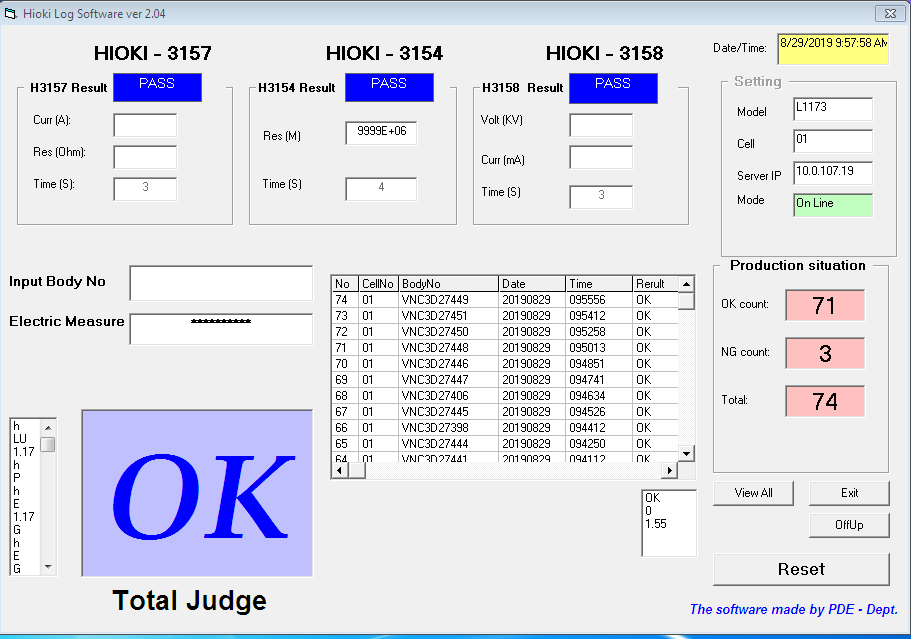 Hioki Log Software ver 2.04
HIOKI - 3157
HIOKI - 3154
HIOKI - 3158
Date/Time:
8/29/2019 9:57:58 AM
H3157 Result
PASS
Curr (A):
Res (Ohm):
Time (S):
3
H3154 Result
PASS
Res (M)
9999E+06
Time (S)
4
H3158 Result
PASS
Volt (KV)
Curr (mA)
Time (S)
3
Setting
Model
L1173
Cell
01
Server IP
10.0.107.19
Mode
On Line
Input Body No
Electric Measure
**********
No CellNo BodyNo Date Time Rerult
74 01 VNC3D27449 20190829 095556 OK
73 01 VNC3D27451 20190829 095412 OK
72 01 VNC3D27450 20190829 095258 OK
71 01 VNC3D27448 20190829 095013 OK
70 01 VNC3D27446 20190829 094851 OK
69 01 VNC3D27447 20190829 094741 OK
68 01 VNC3D27406 20190829 094634 OK
67 01 VNC3D27445 20190829 094526 OK
66 01 VNC3D27398 20190829 094412 OK
65 01 VNC3D27444 20190829 094250 OK
64 01 VNC3D27441 20190829 094112 OK
Production situation
OK count:
71
NG count:
3
Total:
74
h
LU
1.17
h
P
h
E
1.17
G
h
E
G
OK
Total Judge
OK
0
1.55
View All
Exit
OffUp
Reset
The software made by PDE - Dept.